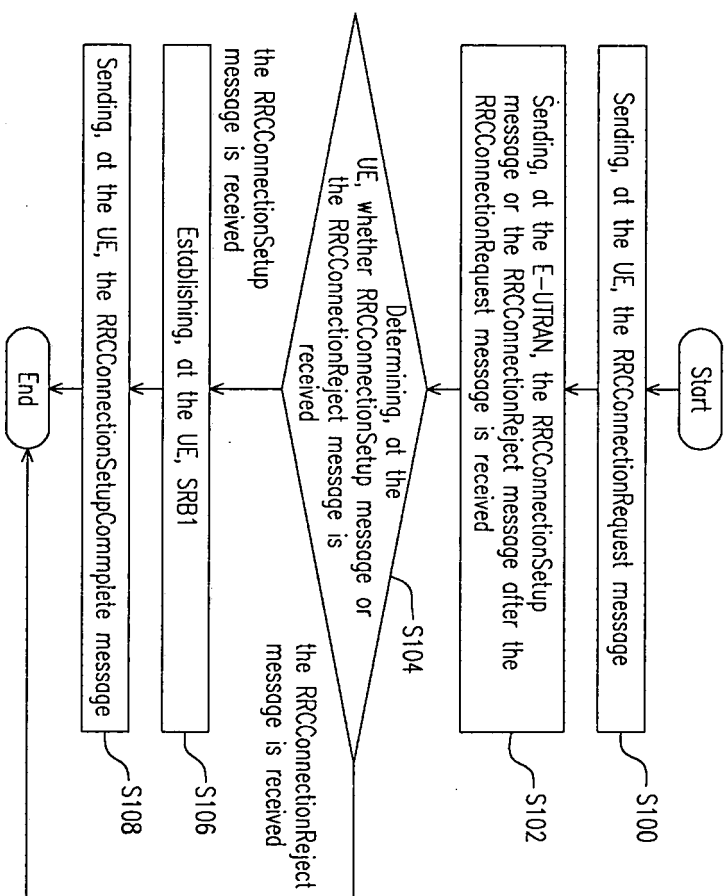 Start
Sending, at the UE, the RRCConnectionRequest message
S100
Sending, at the E-UTRAN, the RRCConnectionSetup
message or the RRCConnectionReject message after the
RRCConnectionRequest message is received
S102
Determining, at the
UE, whether RRCConnectionSetup message or
the RRCConnectionReject message is
received
S104
the RRCConnectionReject
message is received
the RRCConnectionSetup
message is received
Establishing, at the UE, SRB1
S106
Sending, at the UE, the RRCConnectionSetupCommplete message
S108
End